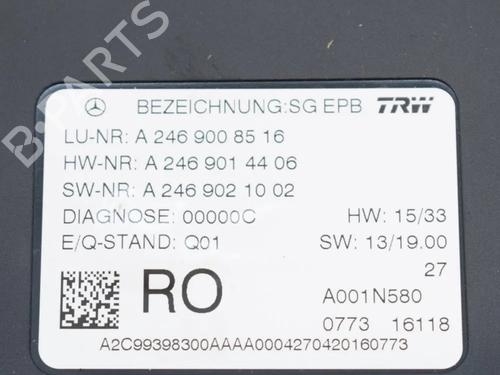 BEZEICHNUNG:SG EPB TRW
LU-NR: A 246 900 85 16
HW-NR: A 246 901 44 06
SW-NR: A 246 902 10 02
DIAGNOSE: 00000C HW: 15/33
E/Q-STAND: Q01 SW: 13/19.00
27
RO A001N580
0773 16118
A2C99398300AAAA0004270420160773
B-PARTS